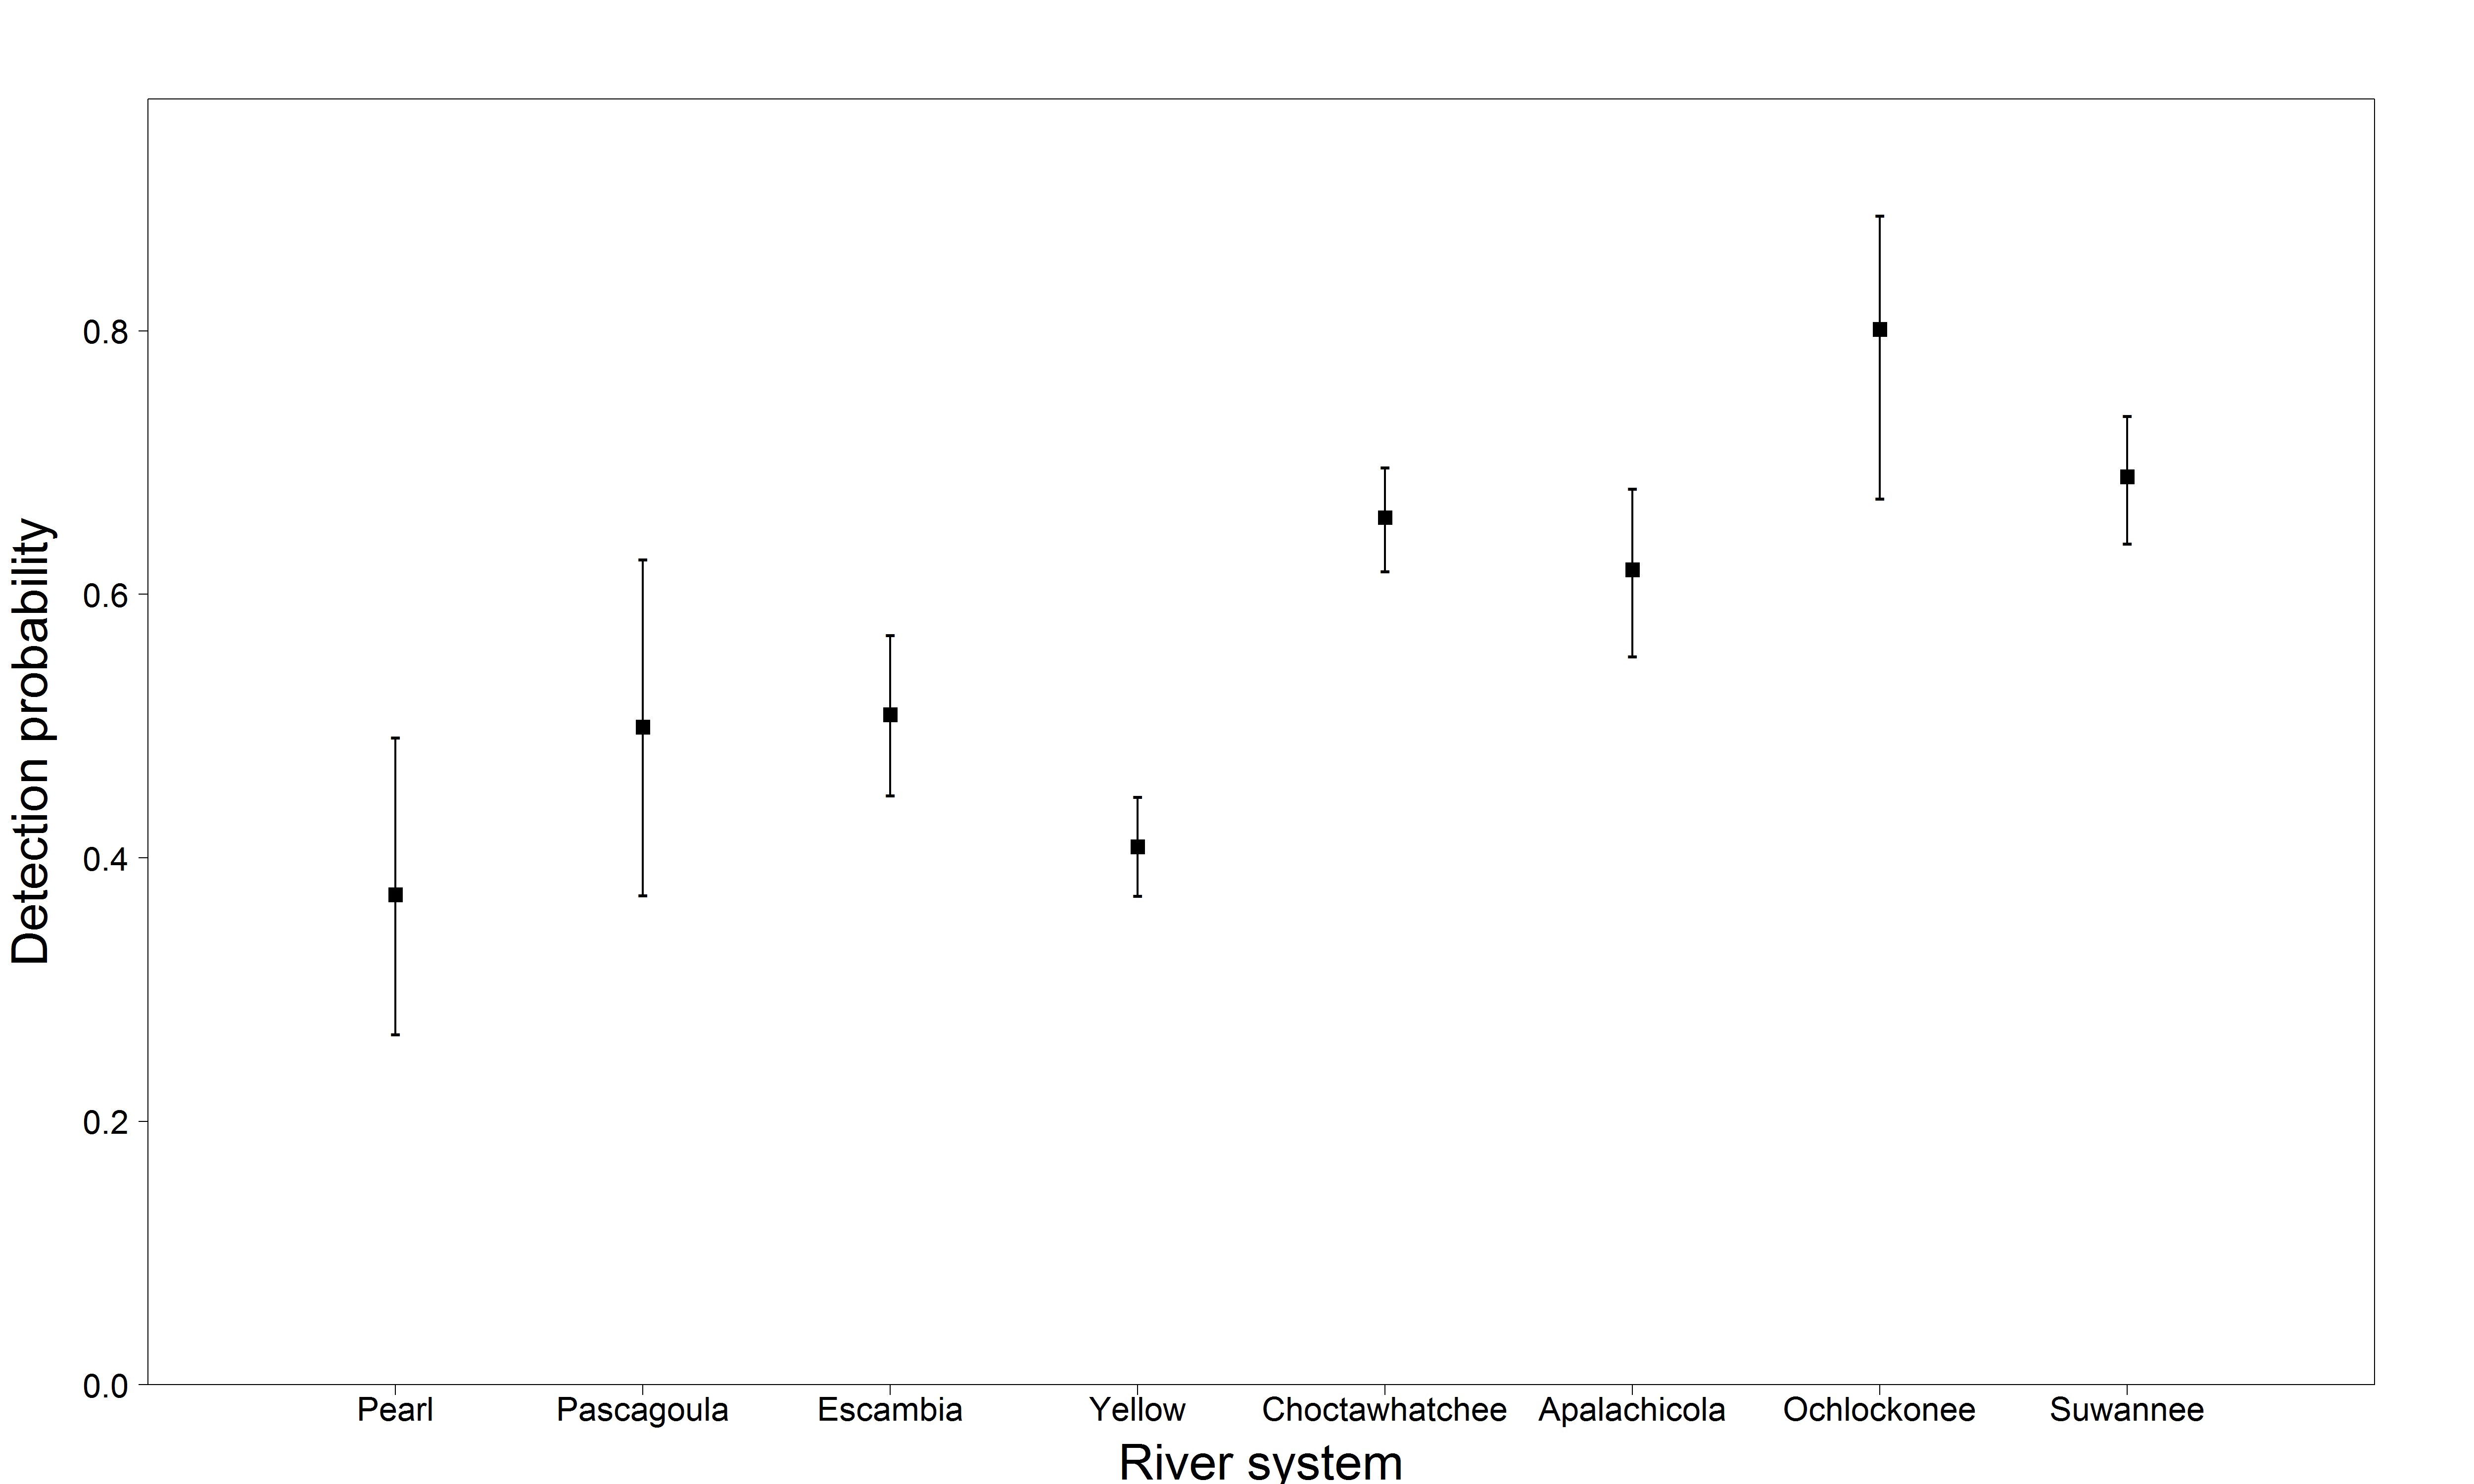 Detection probability
0.8
0.6
0.4
0.2
0.0
Pearl Pascagoula Escambia Yellow Choctawhatchee Apalachicola Ochlockonee Suwannee
River system